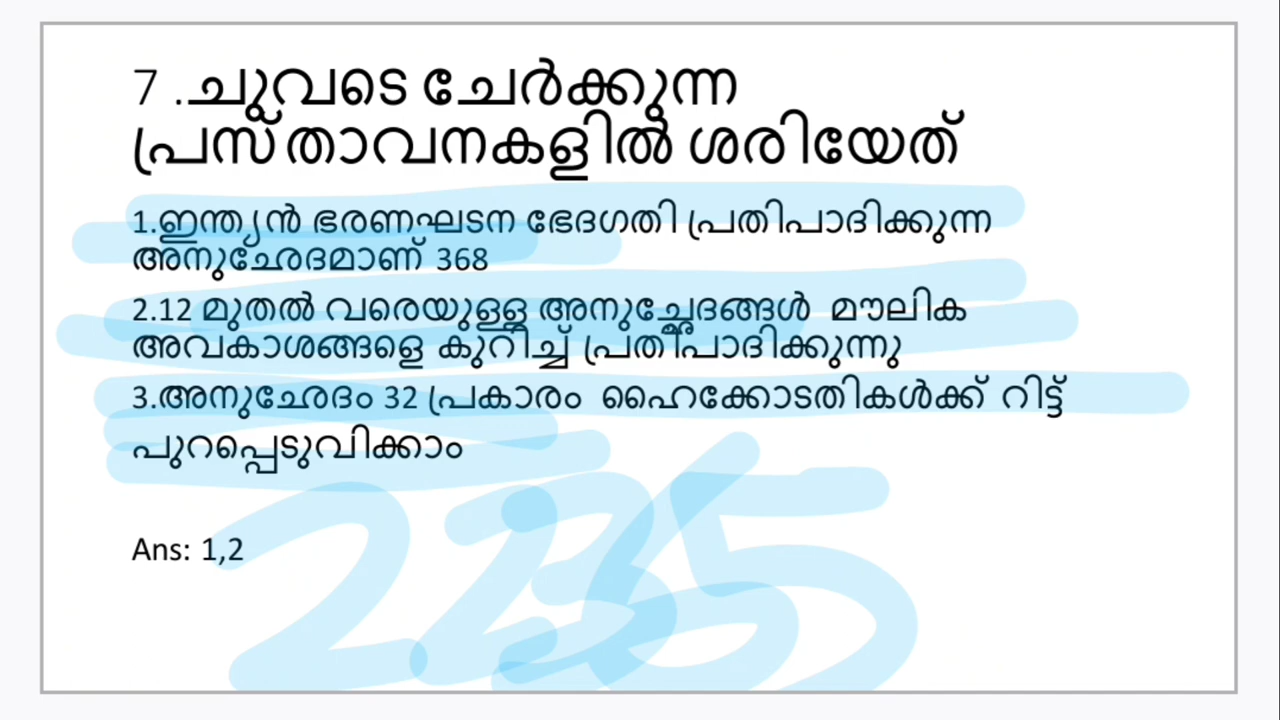 7 .ചുവടെ ചേർക്കുന്ന
പ്രസ്താവനകളിൽ ശരിയേത്
1.ഇന്ത്യൻ ഭരണഘടന ഭേദഗതി പ്രതിപാദിക്കുന്ന
അനുഛേദമാണ് 368
2.12 മുതൽ വരെയുള്ള അനുച്ഛേദങ്ങൾ മൗലിക
അവകാശങ്ങളെ കുറിച്ച് പ്രതിപാദിക്കുന്നു
3.അനുഛേദം 32 പ്രകാരം ഹൈക്കോടതികൾക്ക് റിട്ട്
പുറപ്പെടുവിക്കാം
Ans: 1,2